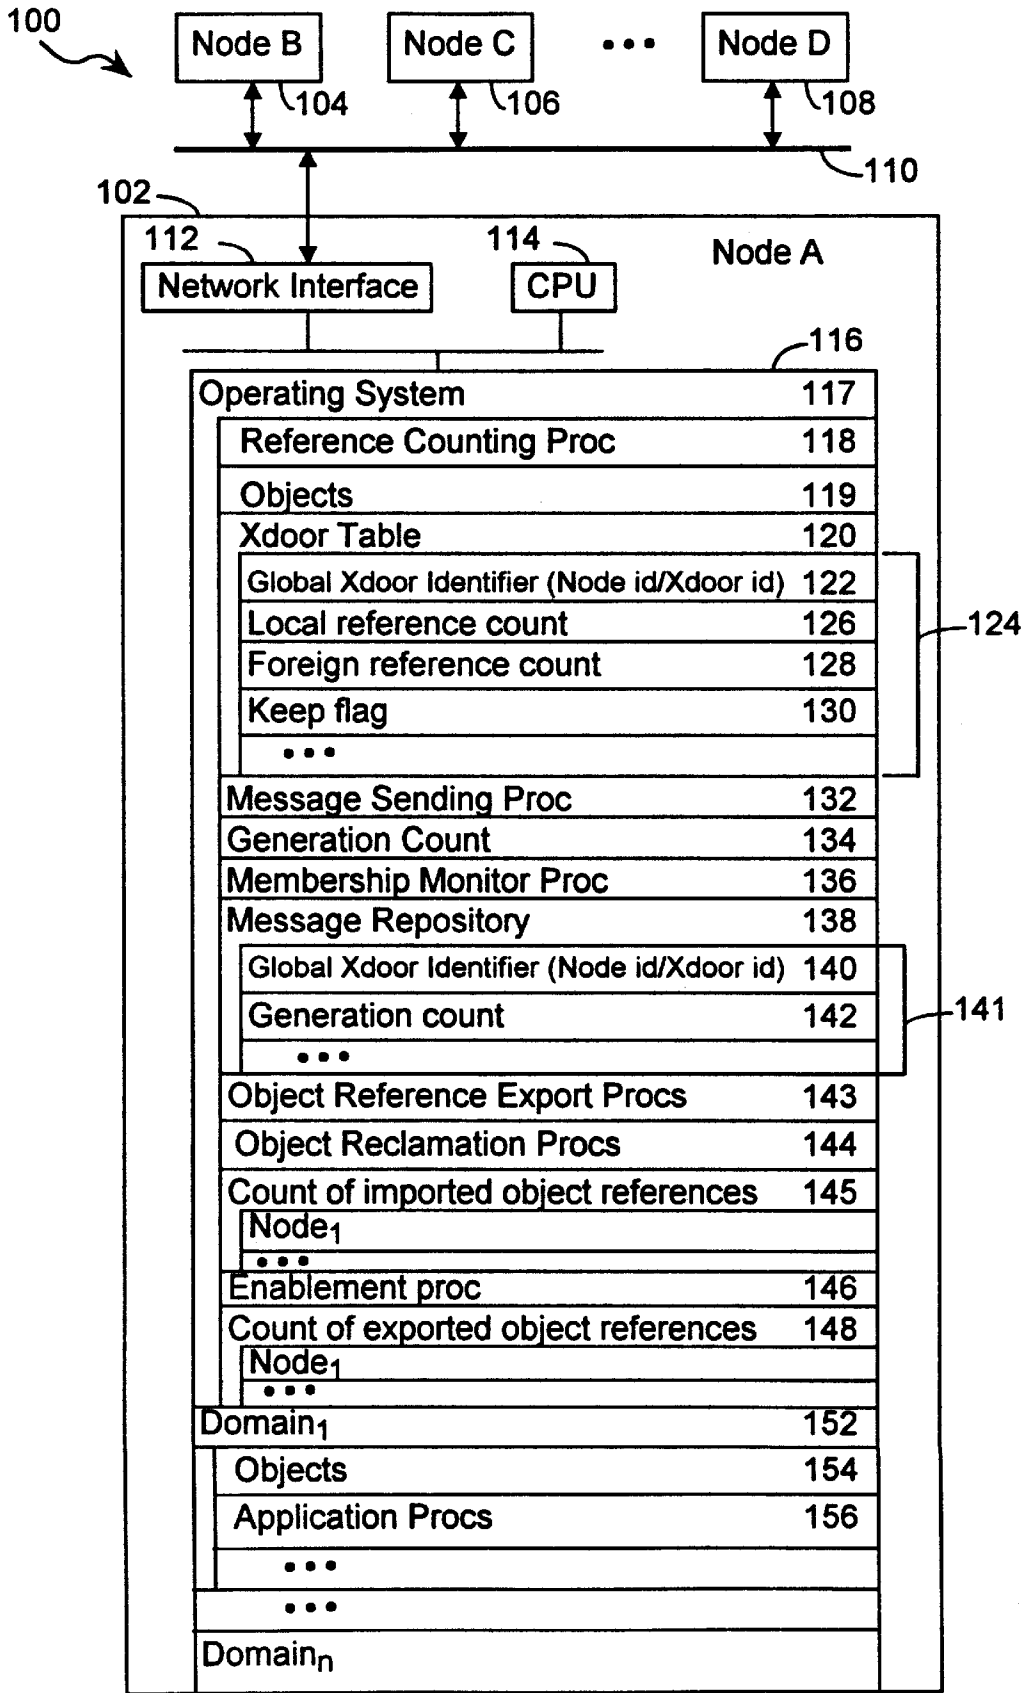 100
Node B
Node C
•••
Node D
104
106
108
110
102
112
114
Node A
Network Interface
CPU
116
Operating System 117
Reference Counting Proc 118
Objects 119
Xdoor Table 120
Global Xdoor Identifier (Node id/Xdoor id) 122
Local reference count 126
124
Foreign reference count 128
Keep flag 130
•••
Message Sending Proc 132
Generation Count 134
Membership Monitor Proc 136
Message Repository 138
Global Xdoor Identifier (Node id/Xdoor id) 140
Generation count 142
141
•••
Object Reference Export Procs 143
Object Reclamation Procs 144
Count of imported object references 145
Node1
•••
Enablement proc 146
Count of exported object references 148
Node1
•••
Domain1 152
Objects 154
Application Procs 156
•••
•••
Domainn